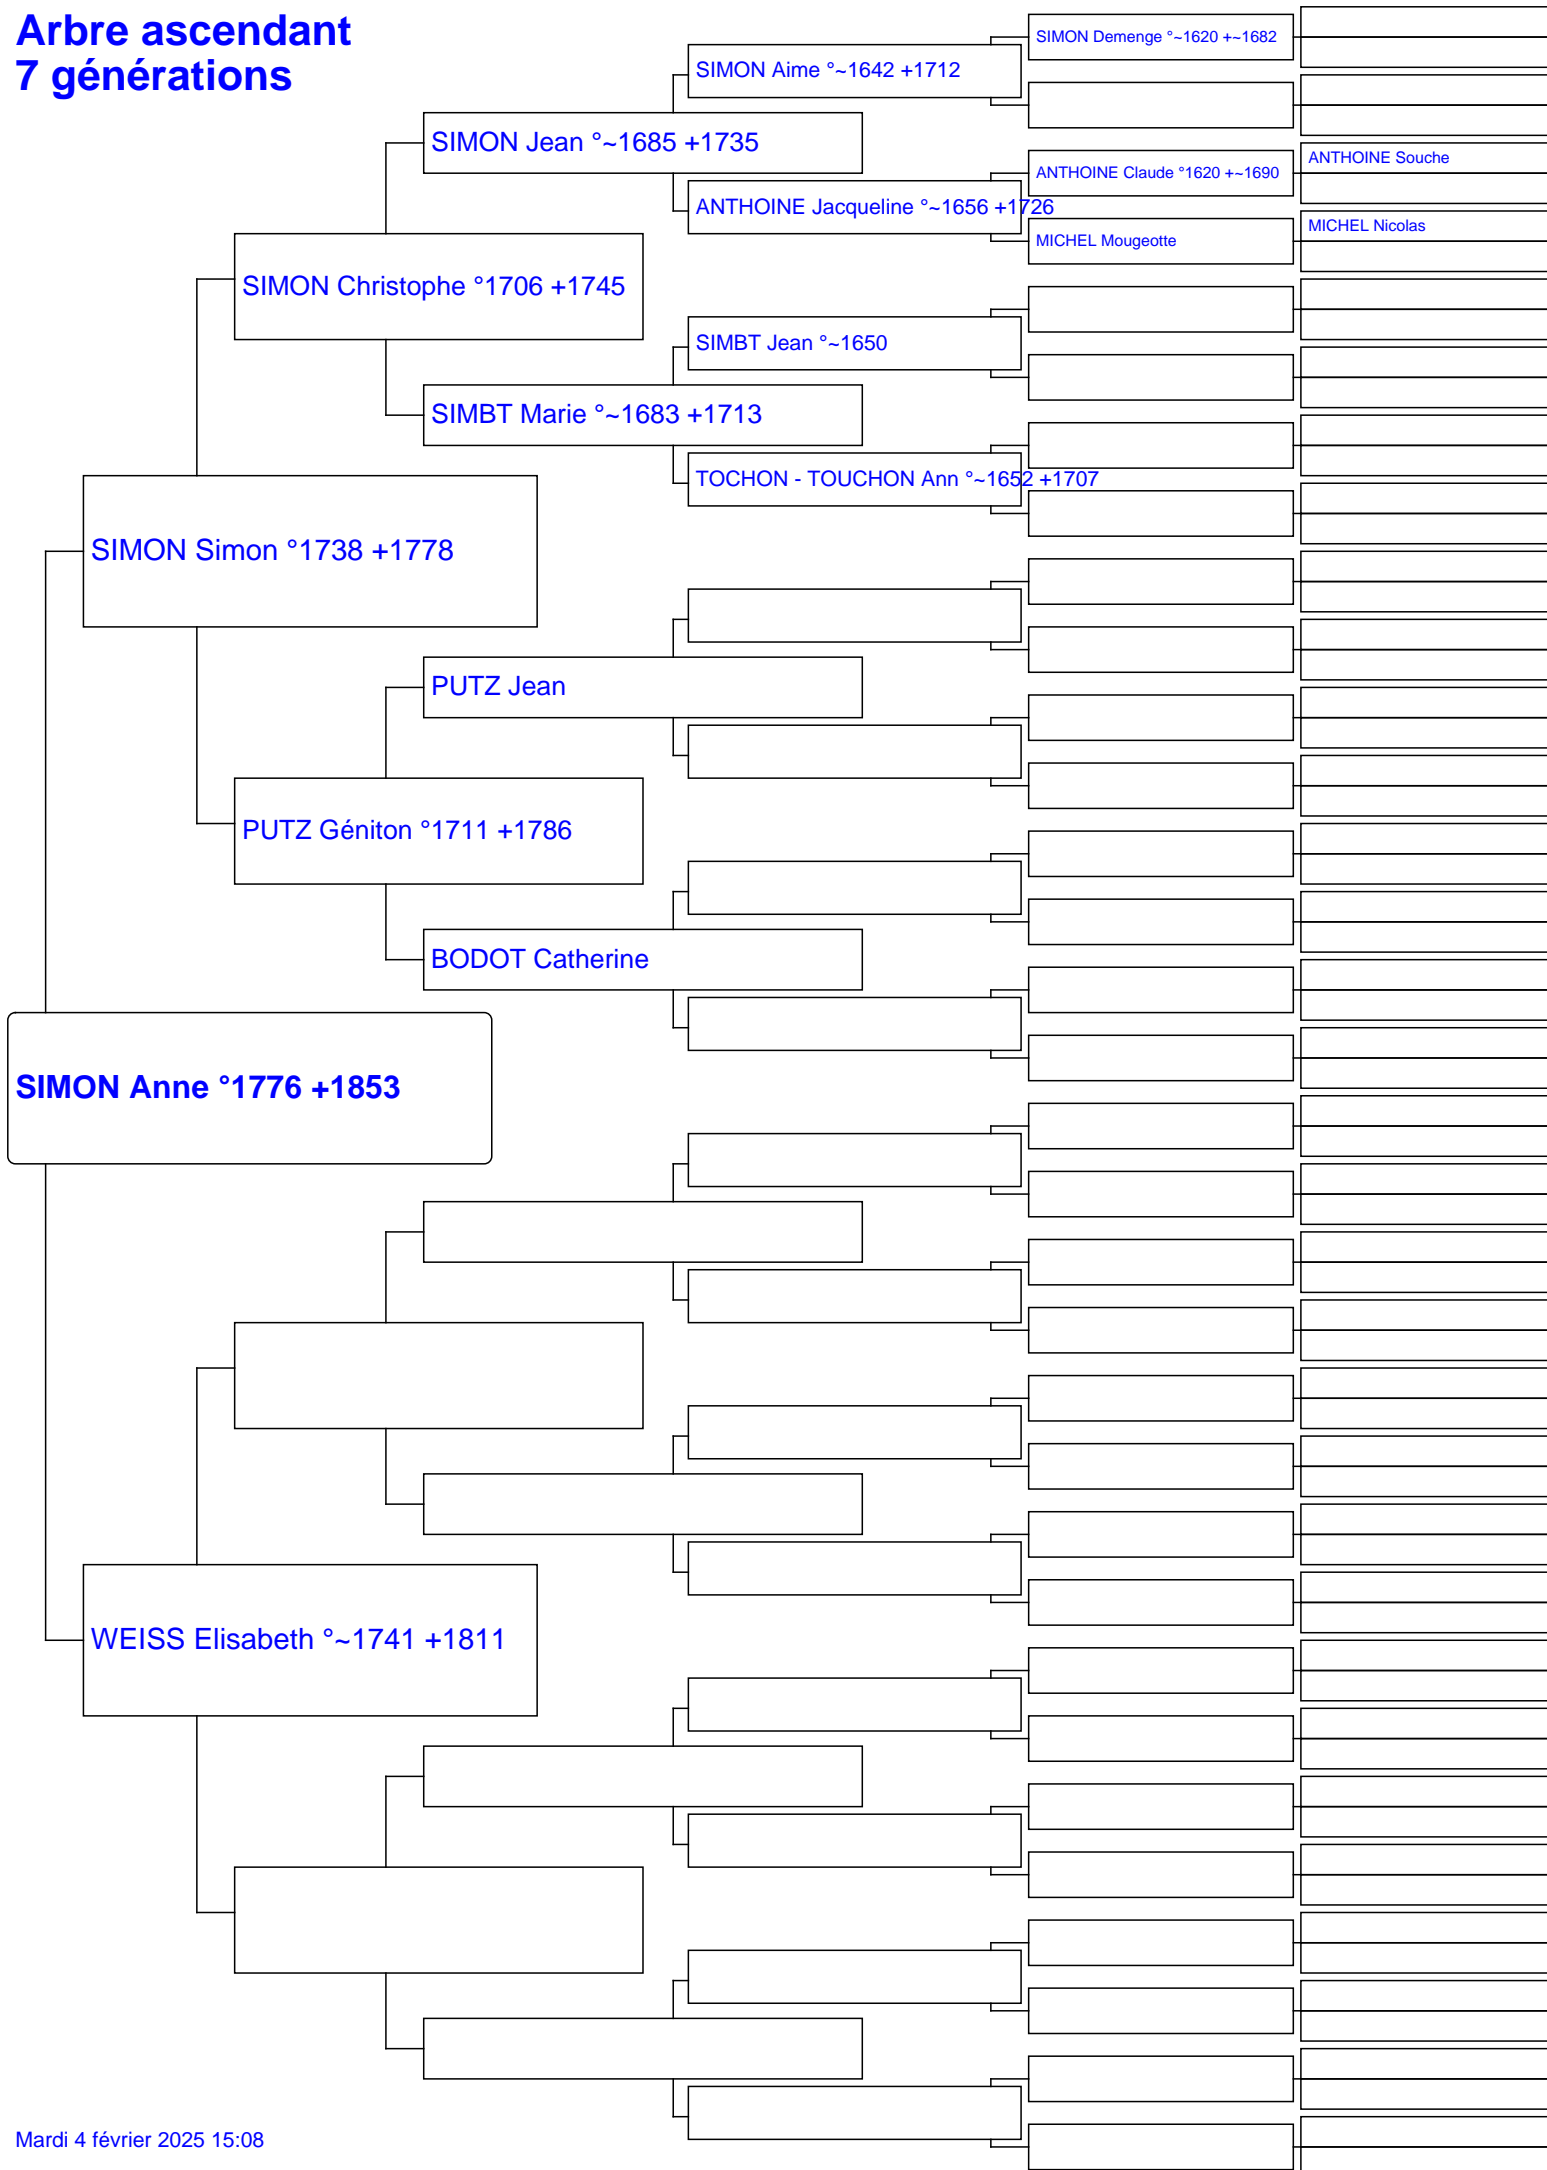 Arbre ascendant
7 générations
SIMON Demenge °~1620 +~1682
SIMON Aime °~1642 +1712
SIMON Jean °~1685 +1735
ANTHOINE Souche
ANTHOINE Claude °1620 +~1690
ANTHOINE Jacqueline °~1656 +1726
MICHEL Nicolas
MICHEL Mougeotte
SIMON Christophe °1706 +1745
SIMBT Jean °~1650
SIMBT Marie °~1683 +1713
TOCHON - TOUCHON Ann °~1652 +1707
SIMON Simon °1738 +1778
PUTZ Jean
PUTZ Géniton °1711 +1786
BODOT Catherine
SIMON Anne °1776 +1853
WEISS Elisabeth °~1741 +1811
Mardi 4 février 2025 15:08